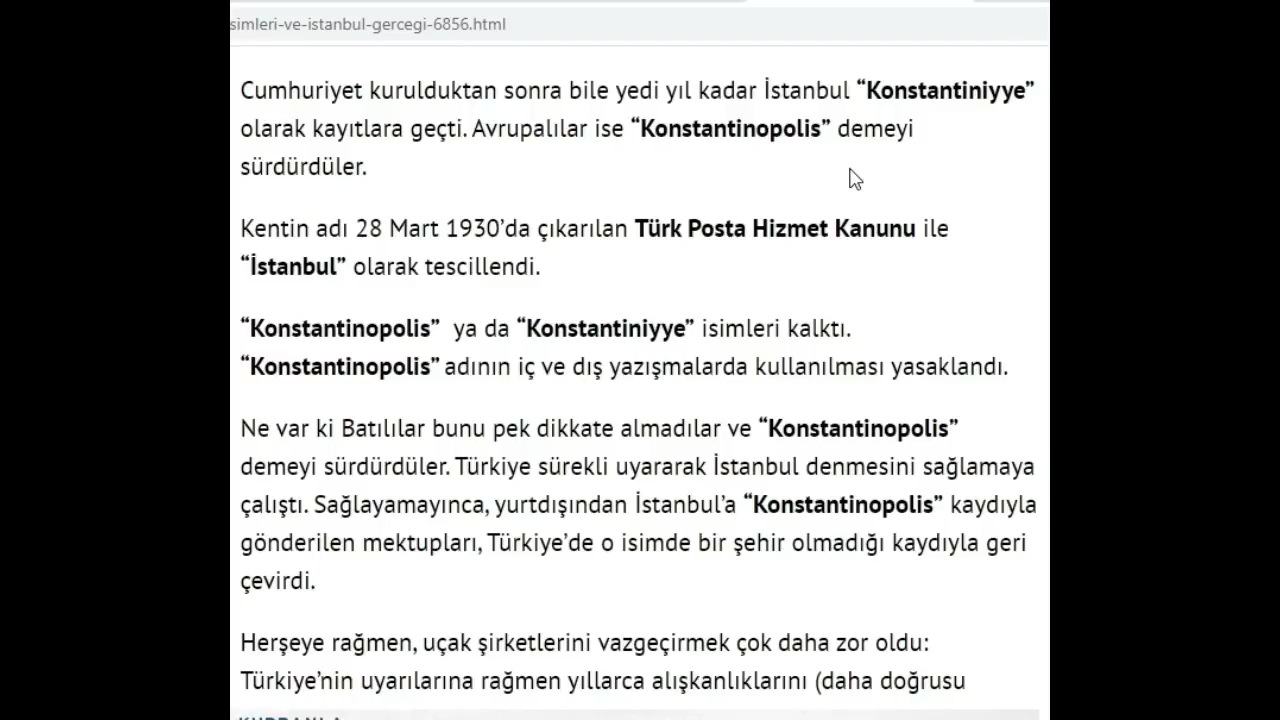 simleri-ve-istanbul-gercegi-6856.html
Cumhuriyet kurulduktan sonra bile yedi yıl kadar İstanbul “Konstantiniyye”
olarak kayıtlara geçti. Avrupalılar ise “Konstantinopolis” demeyi
sürdürdüler.
Kentin adı 28 Mart 1930’da çıkarılan Türk Posta Hizmet Kanunu ile
“İstanbul” olarak tescillendi.
“Konstantinopolis” ya da “Konstantiniyye” isimleri kalktı.
“Konstantinopolis” adının iç ve dış yazışmalarda kullanılması yasaklandı.
Ne var ki Batılılar bunu pek dikkate almadılar ve “Konstantinopolis”
demeyi sürdürdüler. Türkiye sürekli uyararak İstanbul denmesini sağlamaya
çalıştı. Sağlayamayınca, yurtdışından İstanbul’a “Konstantinopolis” kaydıyla
gönderilen mektupları, Türkiye’de o isimde bir şehir olmadığı kaydıyla geri
çevirdi.
Herşeye rağmen, uçak şirketlerini vazgeçirmek çok daha zor oldu:
Türkiye’nin uyarılarına rağmen yıllarca alışkanlıklarını (daha doğrusu